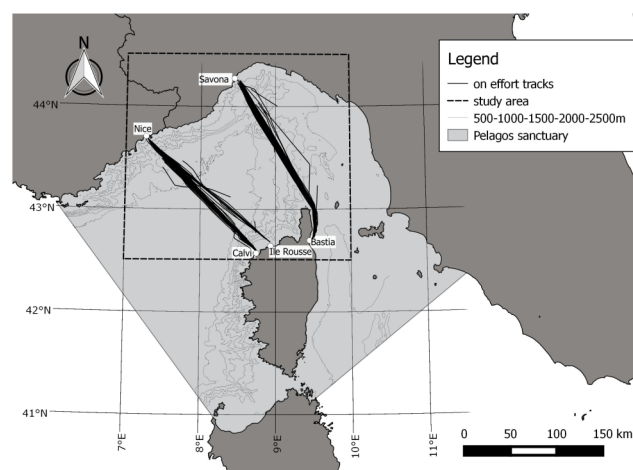 N
Legend
on effort tracks
study area
500-1000-1500-2000-2500m
Pelagos sanctuary
Savona
44°N
Nice
43°N
Calvi
Ile Rousse
Bastia
42°N
41°N
7°E
8°E
9°E
10°E
11°E
0 50 100 150 km